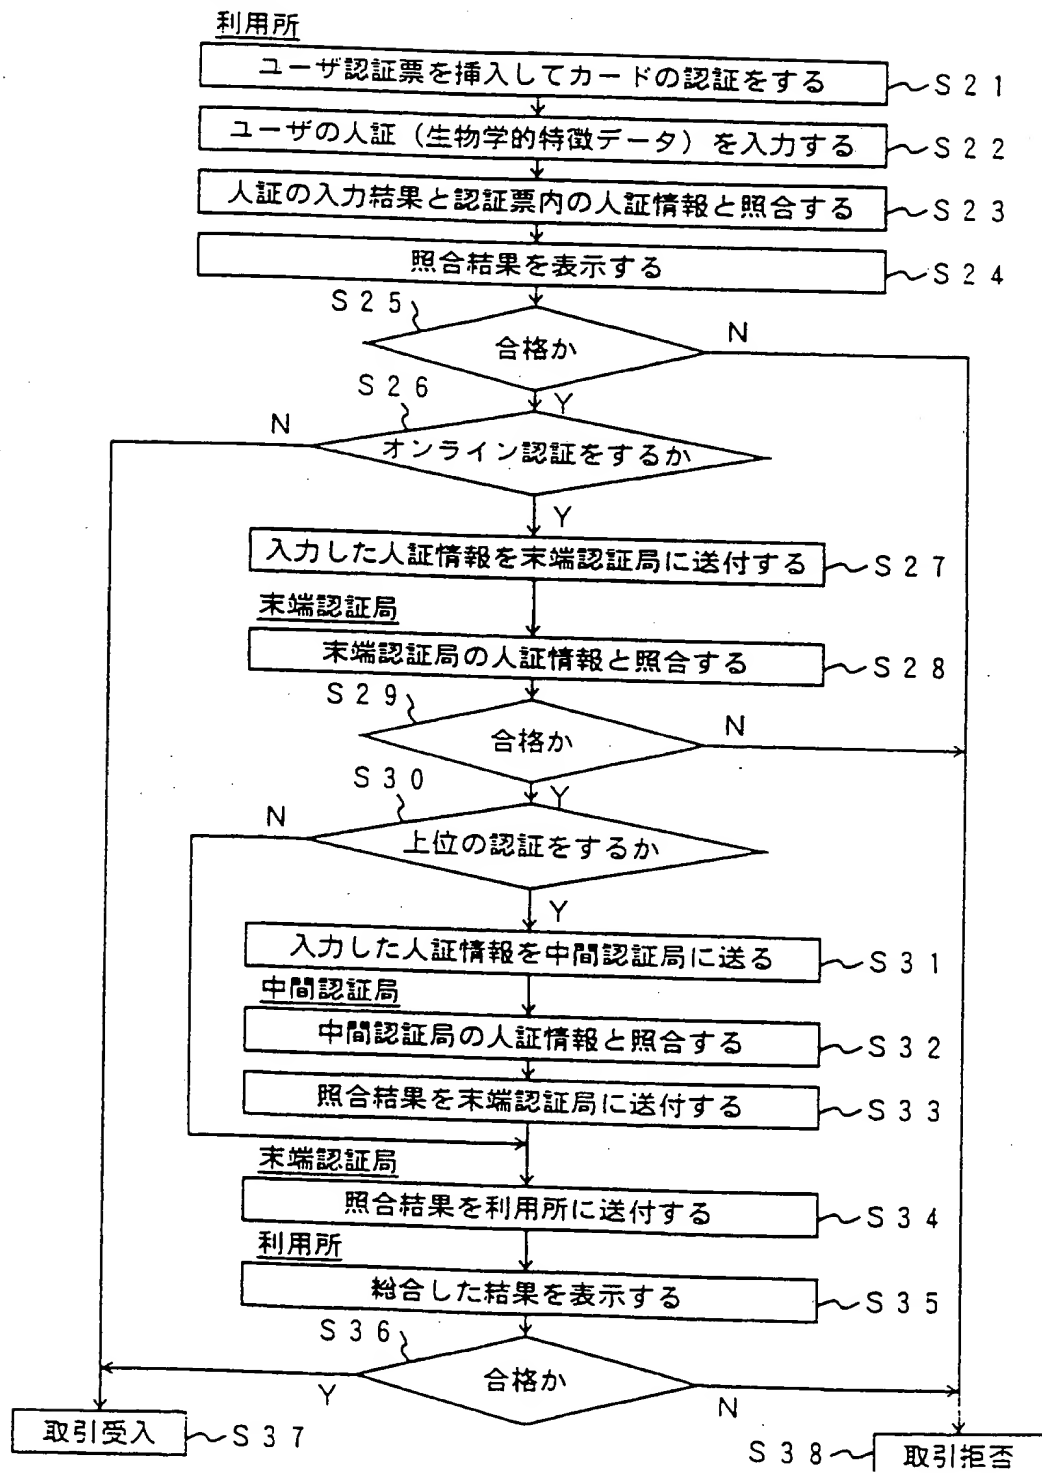 利用所
ユーザ認証票を挿入してカードの認証をする
S21
ユーザの人証（生物学的特徴データ）を入力する
S22
人証の入力結果と認証票内の人証情報と照合する
S23
照合結果を表示する
S24
S25
合格か
N
Y
S26
オンライン認証をするか
N
Y
入力した人証情報を末端認証局に送付する
S27
末端認証局
末端認証局の人証情報と照合する
S28
S29
合格か
N
Y
S30
上位の認証をするか
N
Y
入力した人証情報を中間認証局に送る
S31
中間認証局
中間認証局の人証情報と照合する
S32
照合結果を末端認証局に送付する
S33
末端認証局
照合結果を利用所に送付する
S34
利用所
総合した結果を表示する
S35
S36
合格か
Y
N
取引受入
S37
S38
取引拒否